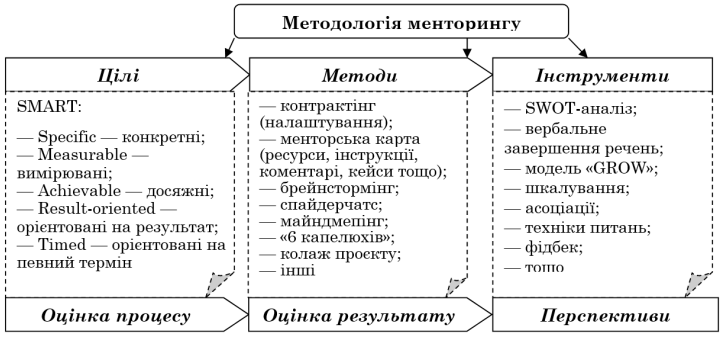 Методологія менторингу
Цілі
Методи
Інструменти
SMART:
— Specific — конкретні;
— Measurable —
вимірювані;
— Achievable — досяжні;
— Result-oriented —
орієнтовані на результат;
— Timed — орієнтовані на
певний термін
— контрактінг
(налаштування);
— менторська карта
(ресурси, інструкції,
коментарі, кейси тощо);
— брейнстормінг;
— спайдерчатс;
— майндмепінг;
— «6 капелюхів»;
— колаж проєкту;
— інші
— SWOT-аналіз;
— вербальне
завершення речень;
— модель «GROW»;
— шкалування;
— асоціації;
— техніки питань;
— фідбек;
— тощо
Оцінка процесу
Оцінка результату
Перспективи